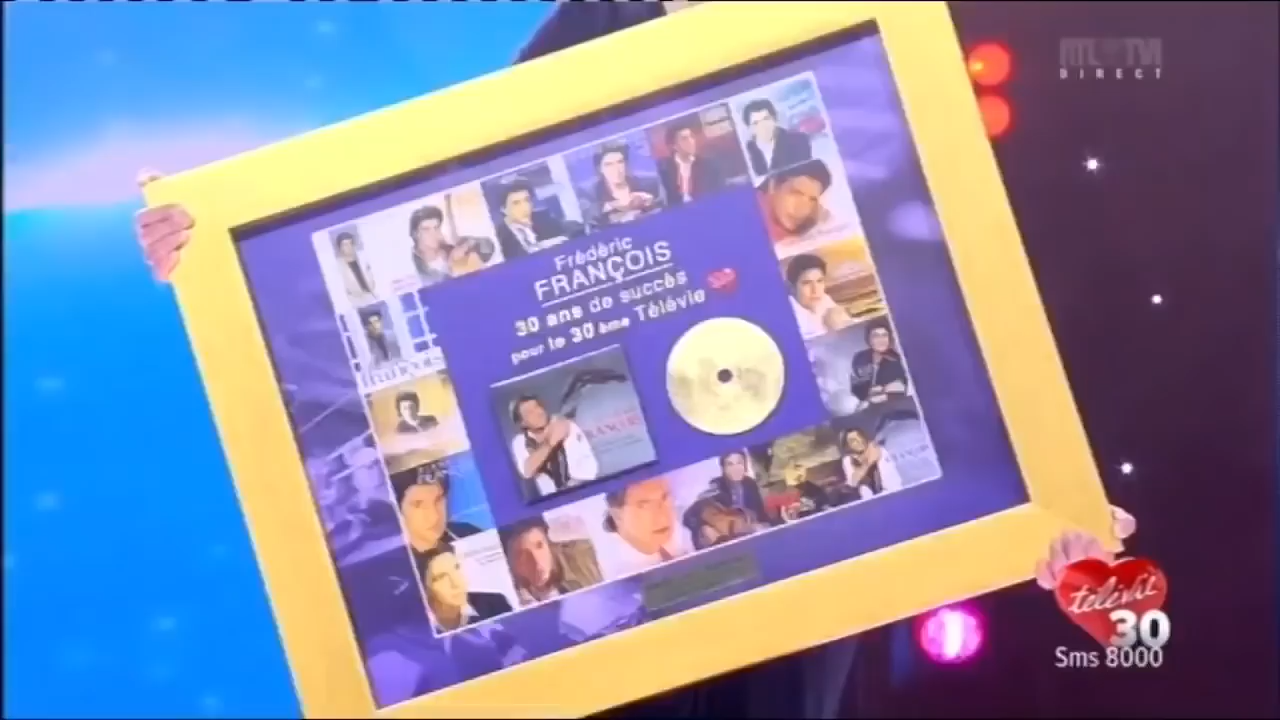 RTL TVI
DIRECT
Frédéric
FRANÇOIS
30 ans de succès
pour le 30 ème Télévie
télévie
30
Sms 8000